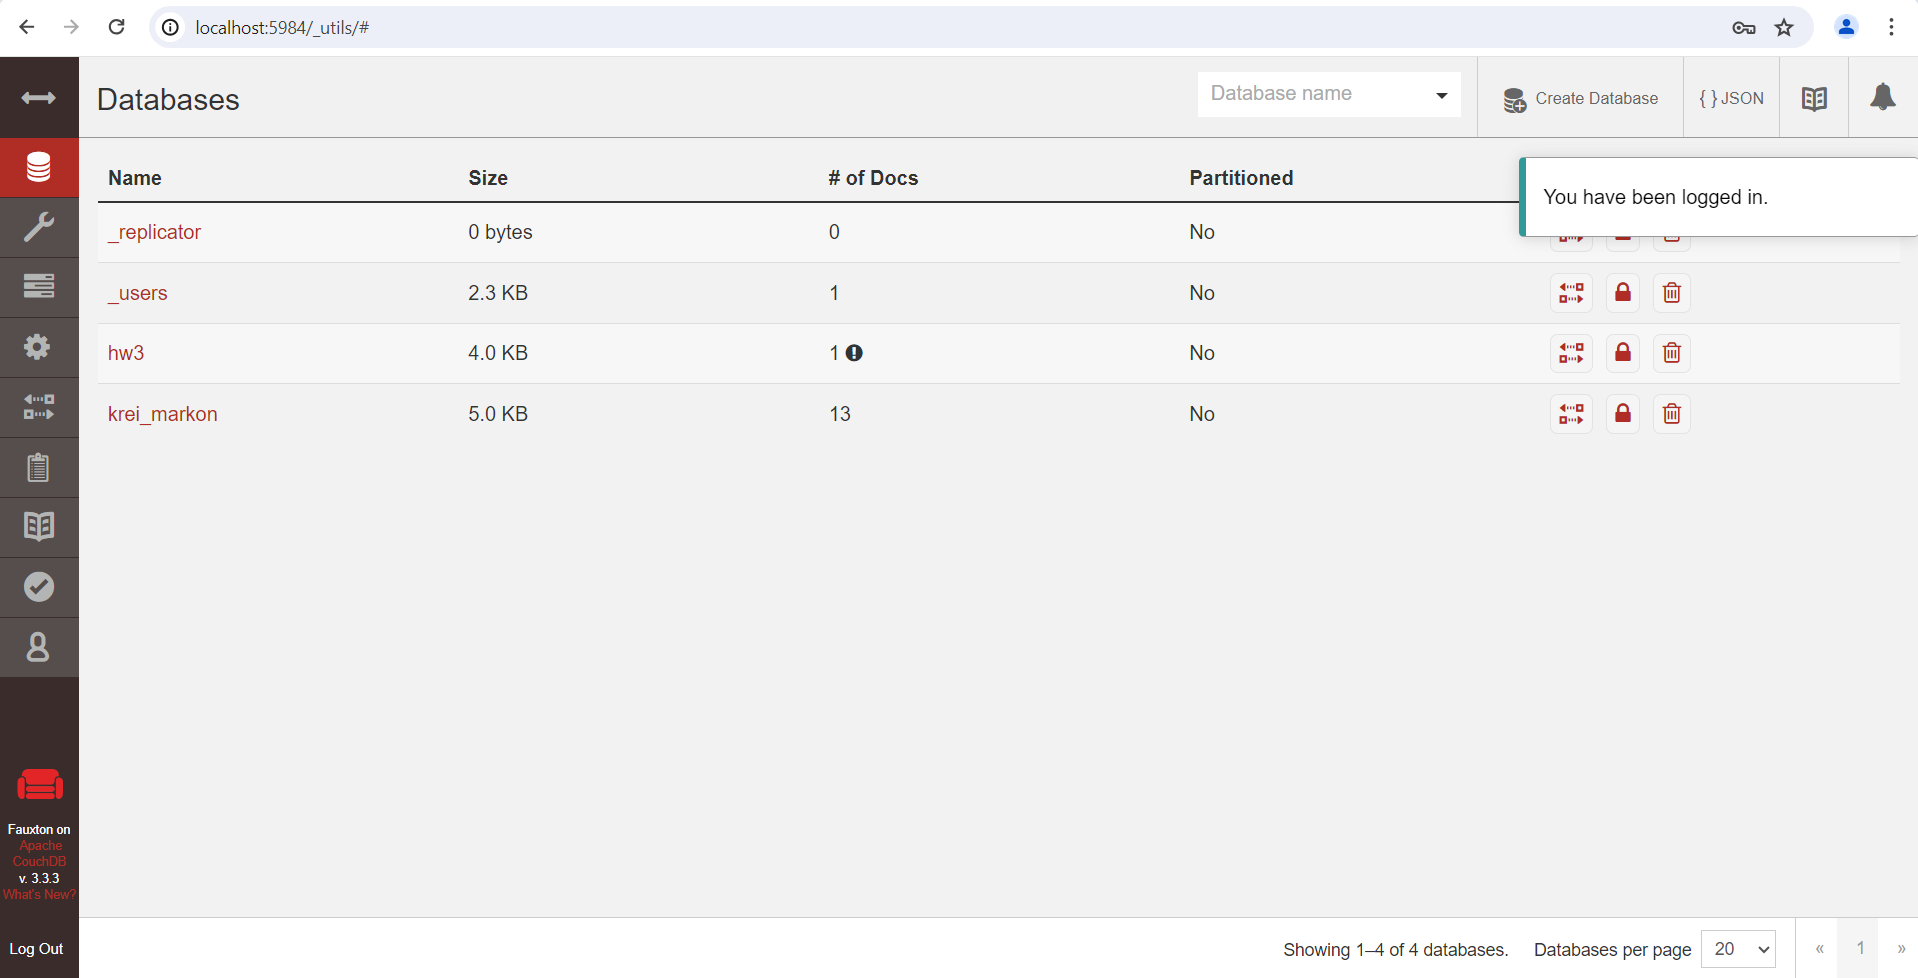 localhost:5984/_utils/#
Databases
Database name
Create Database
{ } JSON
Name Size # of Docs Partitioned
You have been logged in.
_replicator 0 bytes 0 No
_users 2.3 KB 1 No
hw3 4.0 KB 1 No
krei_markon 5.0 KB 13 No
Fauxton on
Apache
CouchDB
v. 3.3.3
What's New?
Log Out
Showing 1–4 of 4 databases. Databases per page 20 « 1 »